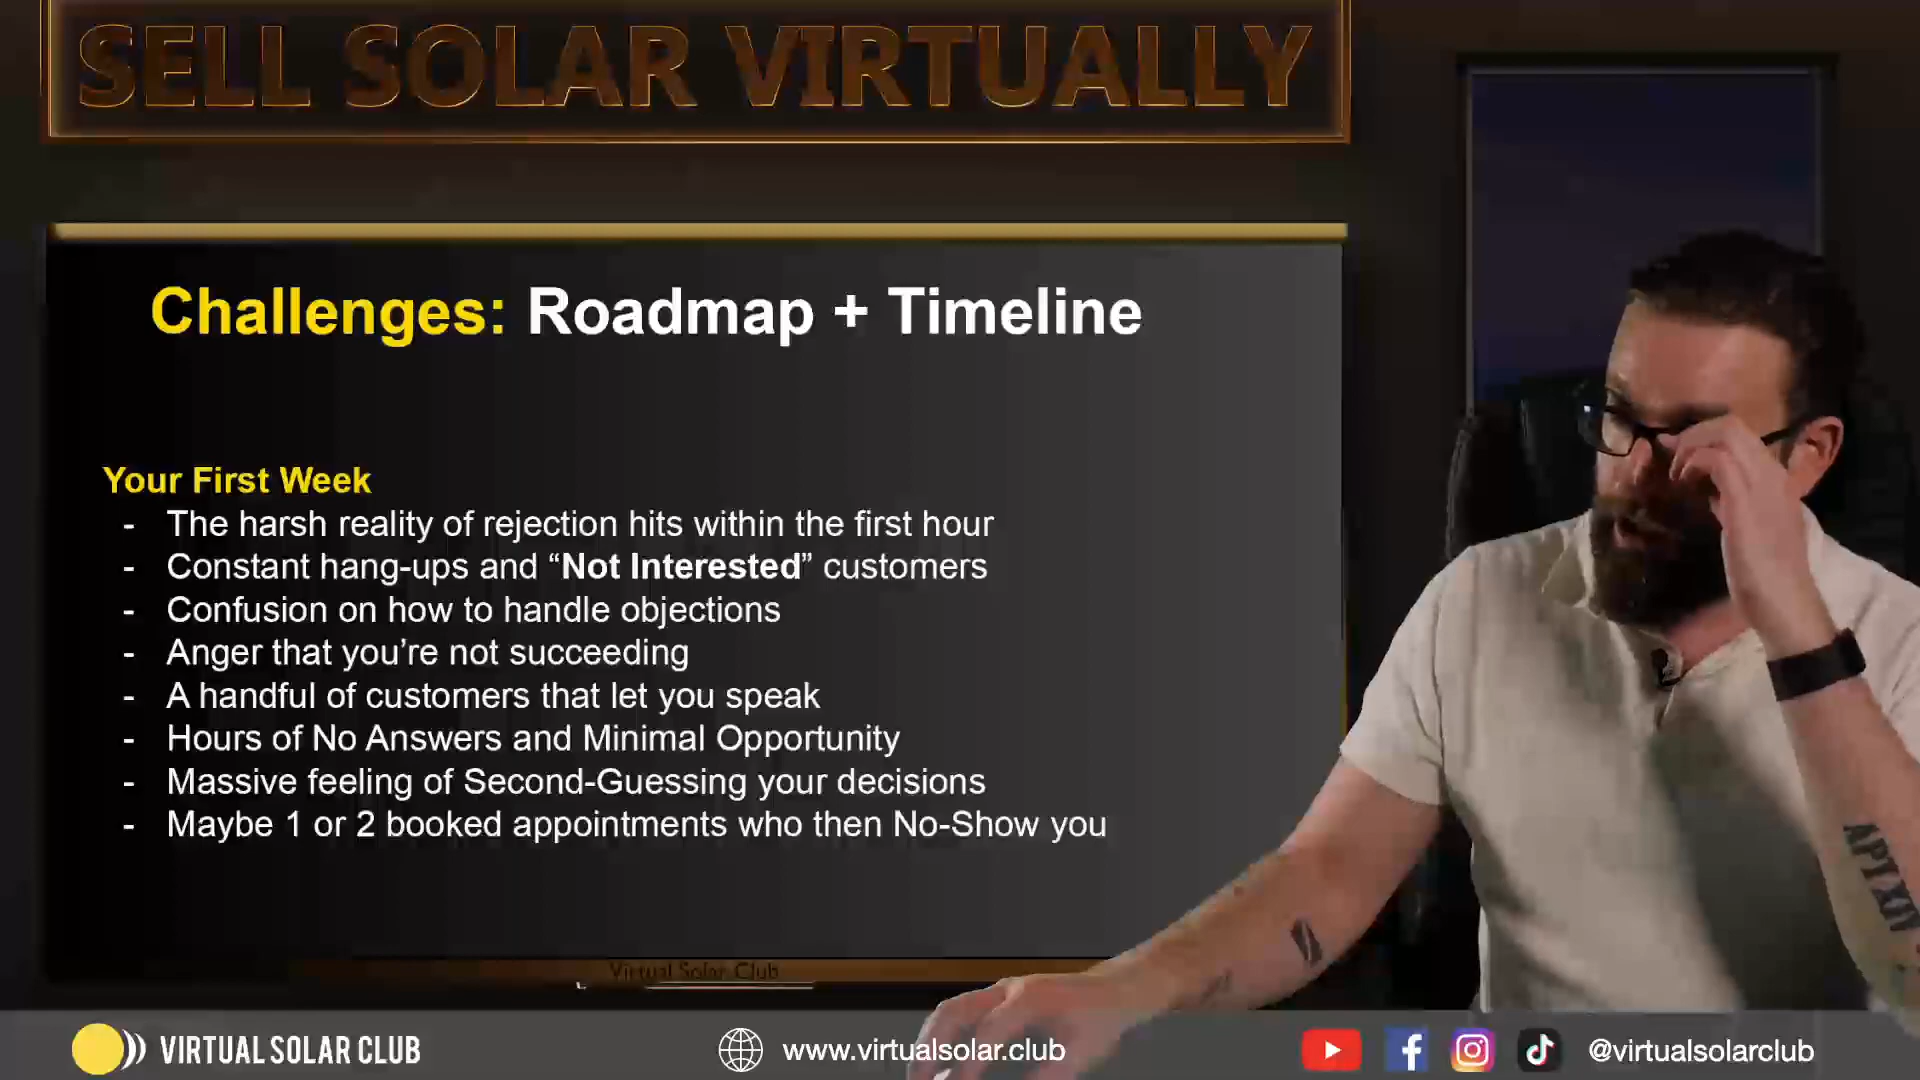 SELL SOLAR VIRTUALLY
Challenges: Roadmap + Timeline
Your First Week
- The harsh reality of rejection hits within the first hour
- Constant hang-ups and “Not Interested” customers
- Confusion on how to handle objections
- Anger that you’re not succeeding
- A handful of customers that let you speak
- Hours of No Answers and Minimal Opportunity
- Massive feeling of Second-Guessing your decisions
- Maybe 1 or 2 booked appointments who then No-Show you
Virtual Solar Club
VIRTUAL SOLAR CLUB
www.virtualsolar.club
@virtualsolarclub